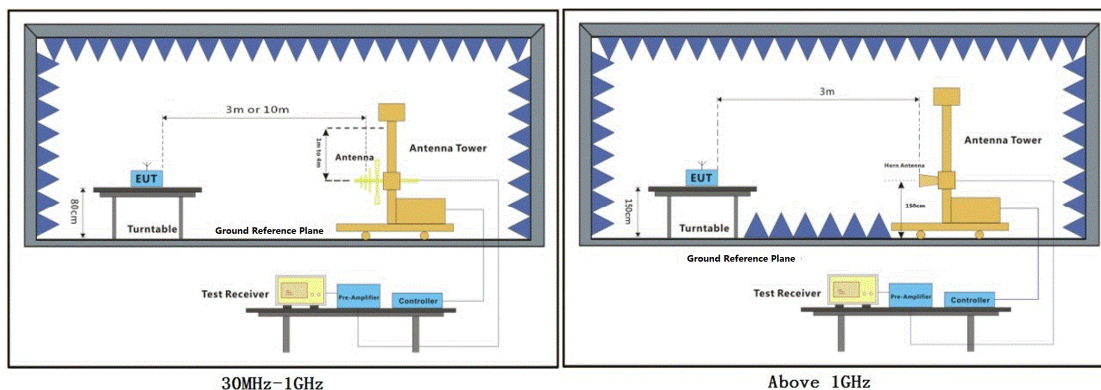 3m or 10m
1m to 4m
Antenna
Antenna Tower
EUT
80cm
Turntable
Ground Reference Plane
Test Receiver
Pre-Amplifier
Controller
30MHz-1GHz
3m
Antenna Tower
Horn Antenna
EUT
150cm
150cm
Turntable
Ground Reference Plane
Test Receiver
Pre-Amplifier
Controller
Above 1GHz